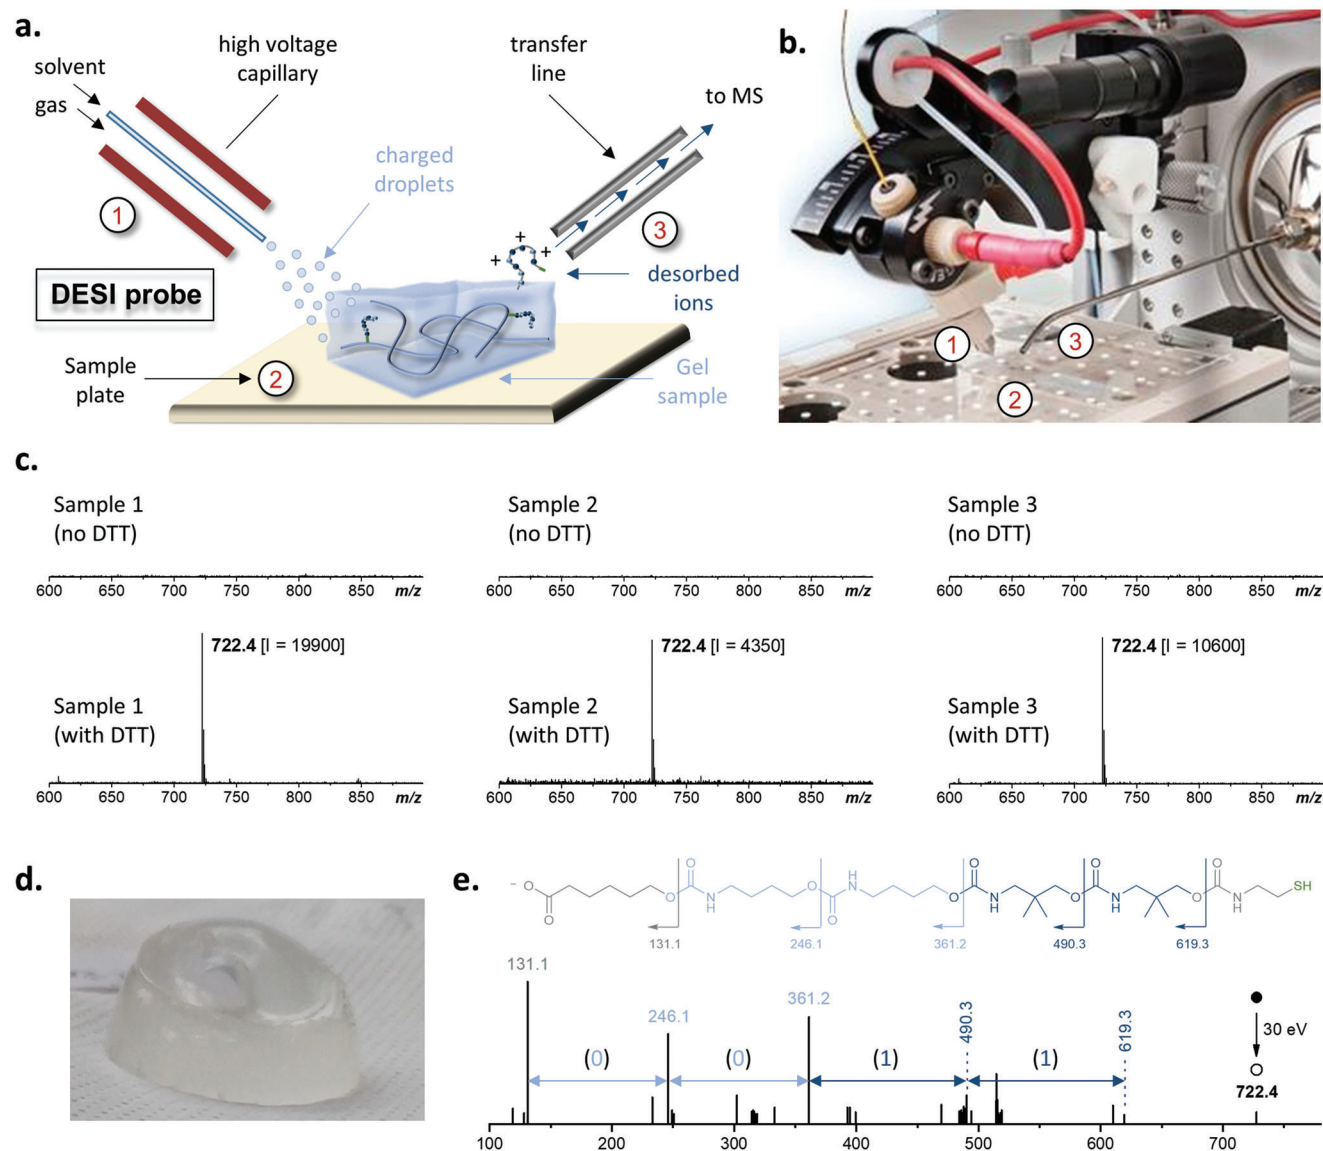 a.
solvent
gas
high voltage
capillary
charged
droplets
transfer
line
to MS
1
3
+
+
+
desorbed
ions
DESI probe
Sample
plate
2
Gel
sample
b.
1
3
2
c.
Sample 1
(no DTT)
600 650 700 750 800 850 m/z
Sample 2
(no DTT)
600 650 700 750 800 850 m/z
Sample 3
(no DTT)
600 650 700 750 800 850 m/z
722.4 [I = 19900]
Sample 1
(with DTT)
600 650 700 750 800 850 m/z
722.4 [I = 4350]
Sample 2
(with DTT)
600 650 700 750 800 850 m/z
722.4 [I = 10600]
Sample 3
(with DTT)
600 650 700 750 800 850 m/z
d.
e.
− O O O O N H O O N H O O N H O O N H O O N H SH
131.1 246.1 361.2 490.3 619.3
131.1
246.1
361.2
490.3
619.3
(0) (0) (1) (1)
30 eV
722.4
100 200 300 400 500 600 700